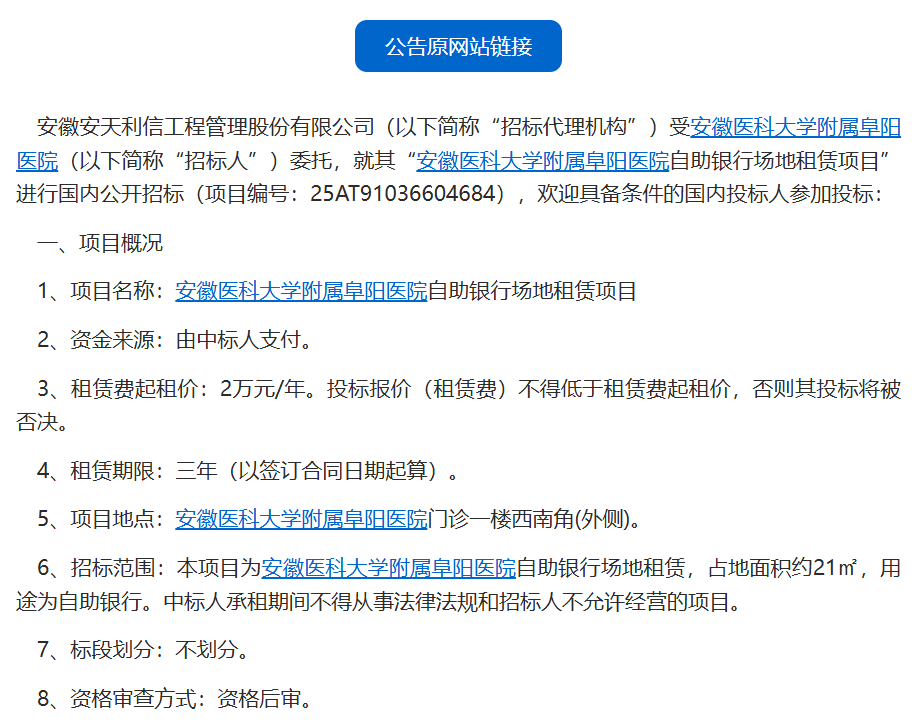 公告原网站链接
安徽安天利信工程管理股份有限公司（以下简称“招标代理机构”）受安徽医科大学附属阜阳
医院（以下简称“招标人”）委托，就其“安徽医科大学附属阜阳医院自助银行场地租赁项目”
进行国内公开招标（项目编号：25AT91036604684），欢迎具备条件的国内投标人参加投标：
一、项目概况
1、项目名称：安徽医科大学附属阜阳医院自助银行场地租赁项目
2、资金来源：由中标人支付。
3、租赁费起租价：2万元/年。投标报价（租赁费）不得低于租赁费起租价，否则其投标将被
否决。
4、租赁期限：三年（以签订合同日期起算）。
5、项目地点：安徽医科大学附属阜阳医院门诊一楼西南角(外侧)。
6、招标范围：本项目为安徽医科大学附属阜阳医院自助银行场地租赁，占地面积约21㎡，用
途为自助银行。中标人承租期间不得从事法律法规和招标人不允许经营的项目。
7、标段划分：不划分。
8、资格审查方式：资格后审。